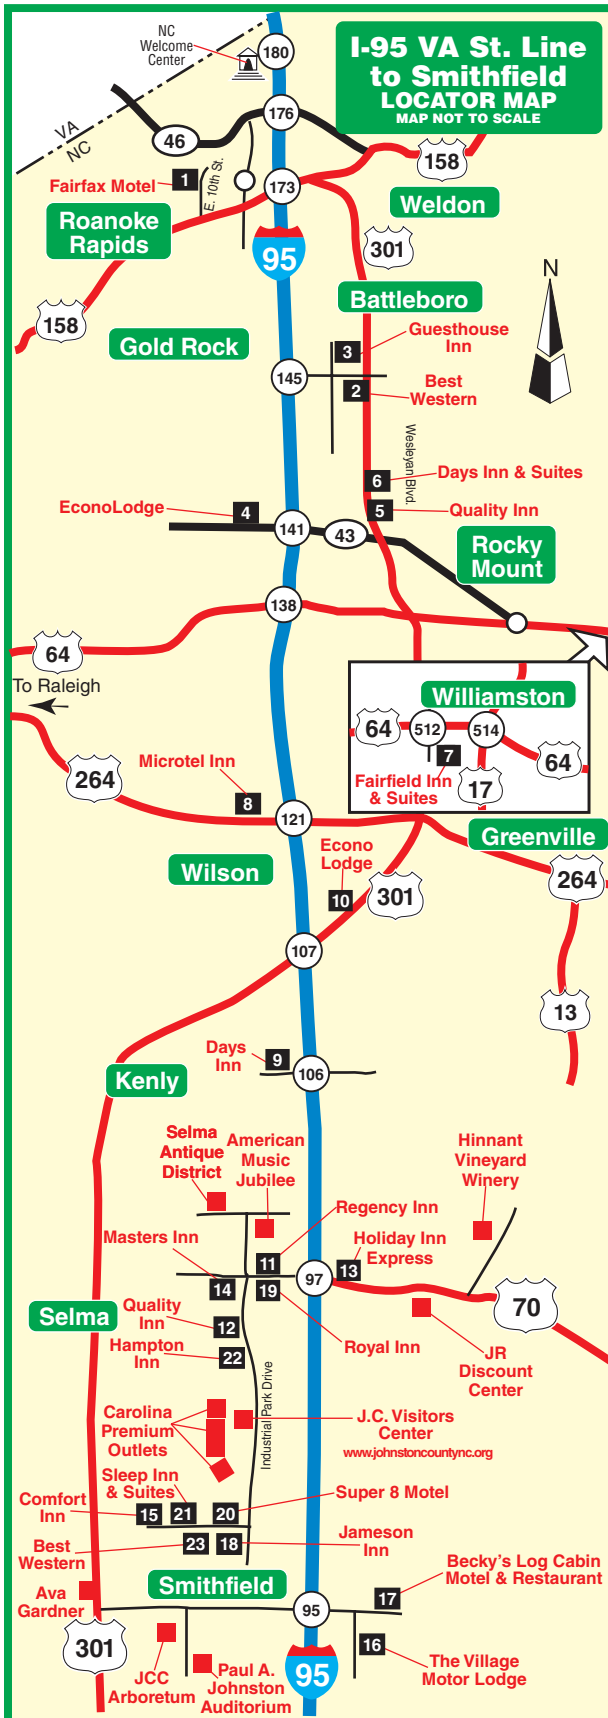 NC
Welcome
Center
180
I-95 VA St. Line
to Smithfield
LOCATOR MAP
MAP NOT TO SCALE
176
VA
NC
46
158
Fairfax Motel
1
E. 10th St.
173
Weldon
Roanoke
Rapids
301
95
158
Battleboro
N
Gold Rock
3
Guesthouse
Inn
145
2
Best
Western
Wesleyan Blvd.
6
Days Inn & Suites
EconoLodge
4
5
Quality Inn
141
43
Rocky
Mount
138
64
To Raleigh
Williamston
64
512
514
7
64
Fairfield Inn
& Suites
17
264
Microtel Inn
8
121
Greenville
Econo
Lodge
Wilson
10
301
264
107
13
Days
Inn
9
106
Kenly
Selma
Antique
District
American
Music
Jubilee
Hinnant
Vineyard
Winery
Regency Inn
Masters Inn
11
13
Holiday Inn
Express
97
14
19
70
Selma
Quality
Inn
12
Royal Inn
Hampton
Inn
22
JR
Discount
Center
Industrial Park Drive
Carolina
Premium
Outlets
J.C. Visitors
Center
www.johnstoncountync.org
Sleep Inn
& Suites
Comfort
Inn
15
21
20
Super 8 Motel
Best
Western
23
18
Jameson
Inn
Smithfield
Becky's Log Cabin
Motel & Restaurant
Ava
Gardner
95
17
301
16
JCC
Arboretum
Paul A.
Johnston
Auditorium
95
The Village
Motor Lodge